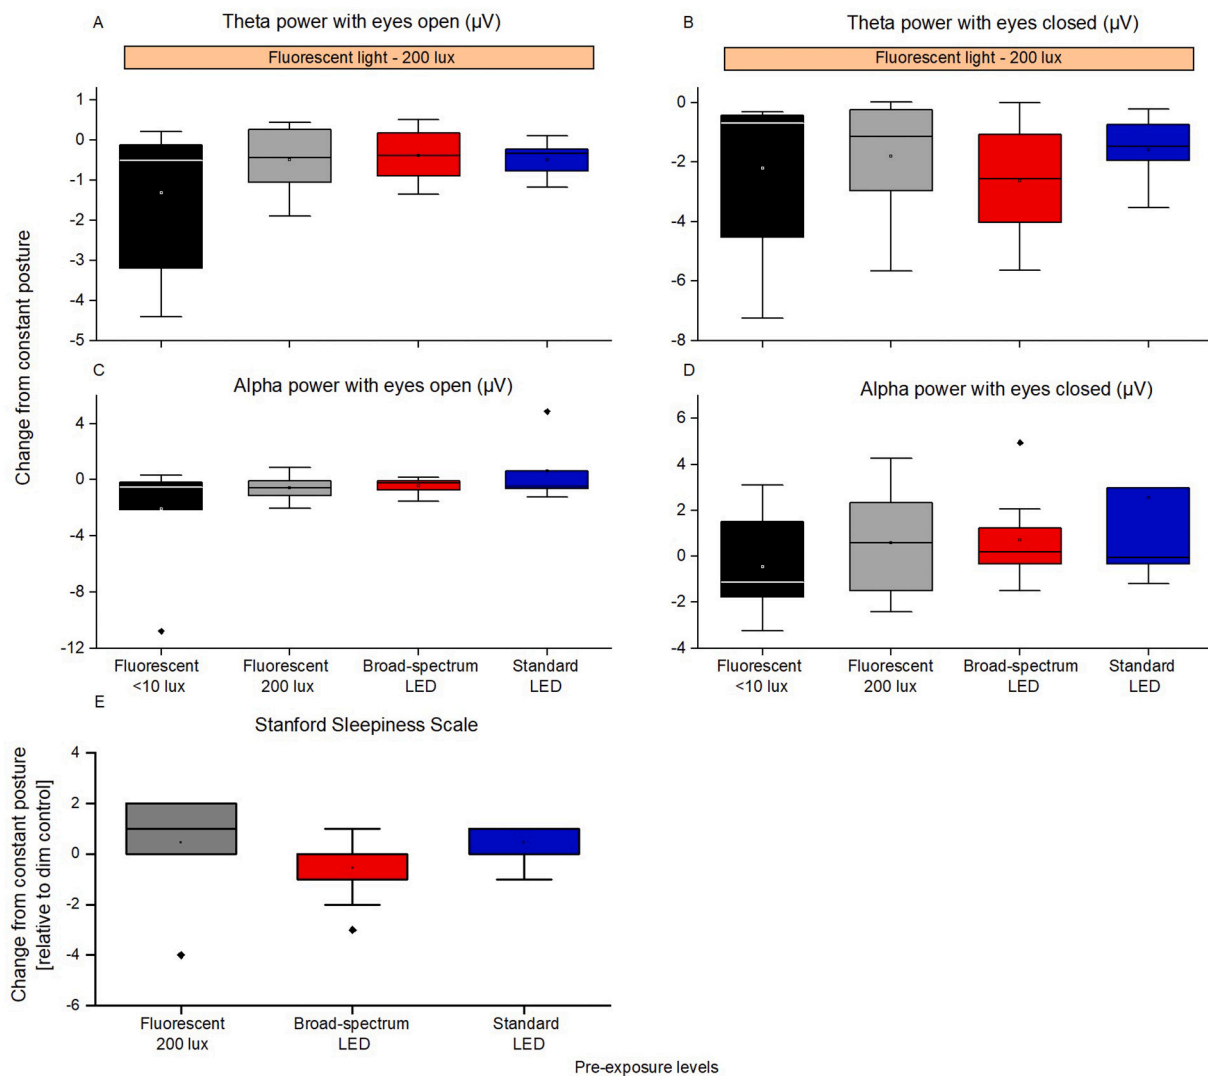 A
Theta power with eyes open (µV)
Fluorescent light - 200 lux
1
0
-1
-2
-3
-4
-5
B
Theta power with eyes closed (µV)
Fluorescent light - 200 lux
0
-2
-4
-6
-8
Change from constant posture
C
Alpha power with eyes open (µV)
4
0
-4
-8
-12
Fluorescent
<10 lux
Fluorescent
200 lux
Broad-spectrum
LED
Standard
LED
D
Alpha power with eyes closed (µV)
6
4
2
0
-2
-4
Fluorescent
<10 lux
Fluorescent
200 lux
Broad-spectrum
LED
Standard
LED
E
Stanford Sleepiness Scale
Change from constant posture
[relative to dim control]
4
2
0
-2
-4
-6
Fluorescent
200 lux
Broad-spectrum
LED
Standard
LED
Pre-exposure levels